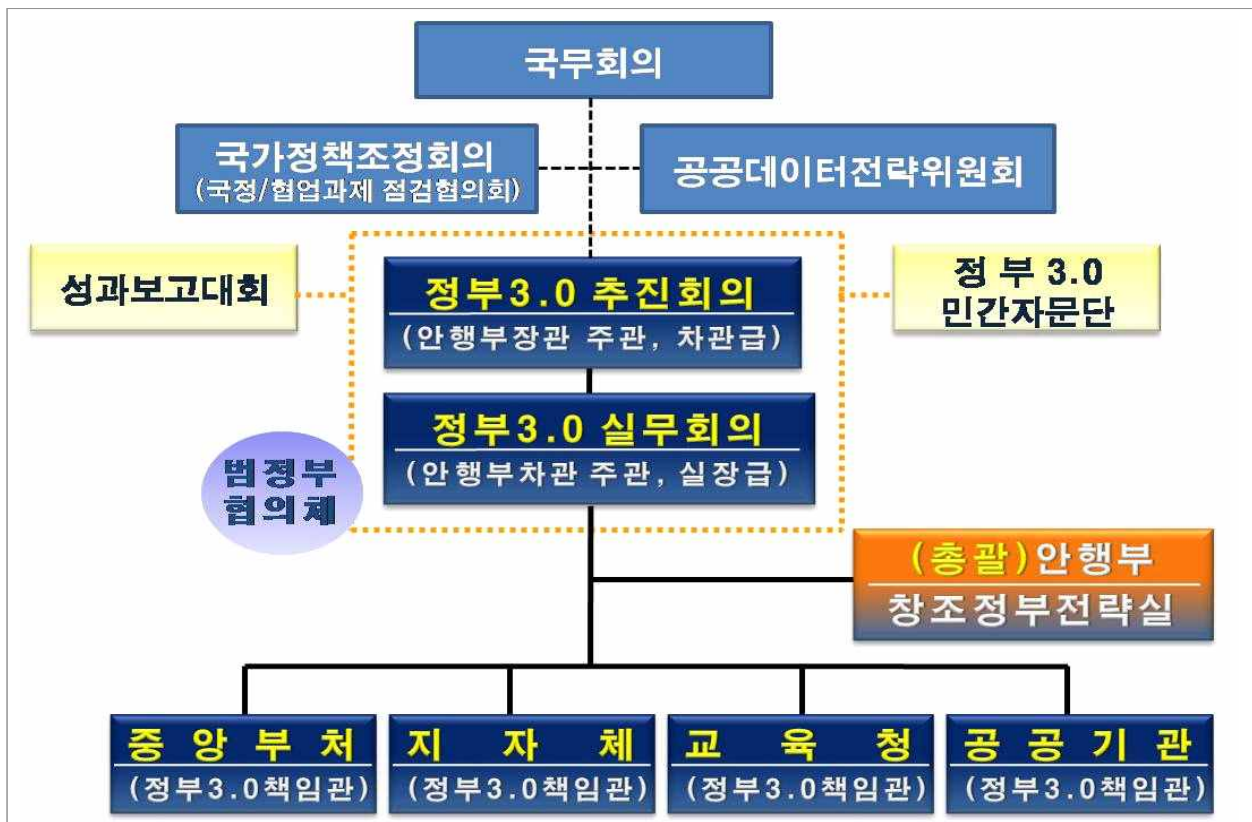 국무회의
국가정책조정회의
(국정/협업과제 점검협의회)
공공데이터전략위원회
성과보고대회
정부3.0 추진회의
(안행부장관 주관, 차관급)
정 부 3.0
민간자문단
정부3.0 실무회의
(안행부차관 주관, 실장급)
범정부
협의체
(총괄)안행부
창조정부전략실
중 앙 부 처
(정부3.0책임관)
지 자 체
(정부3.0책임관)
교 육 청
(정부3.0책임관)
공 공 기 관
(정부3.0책임관)